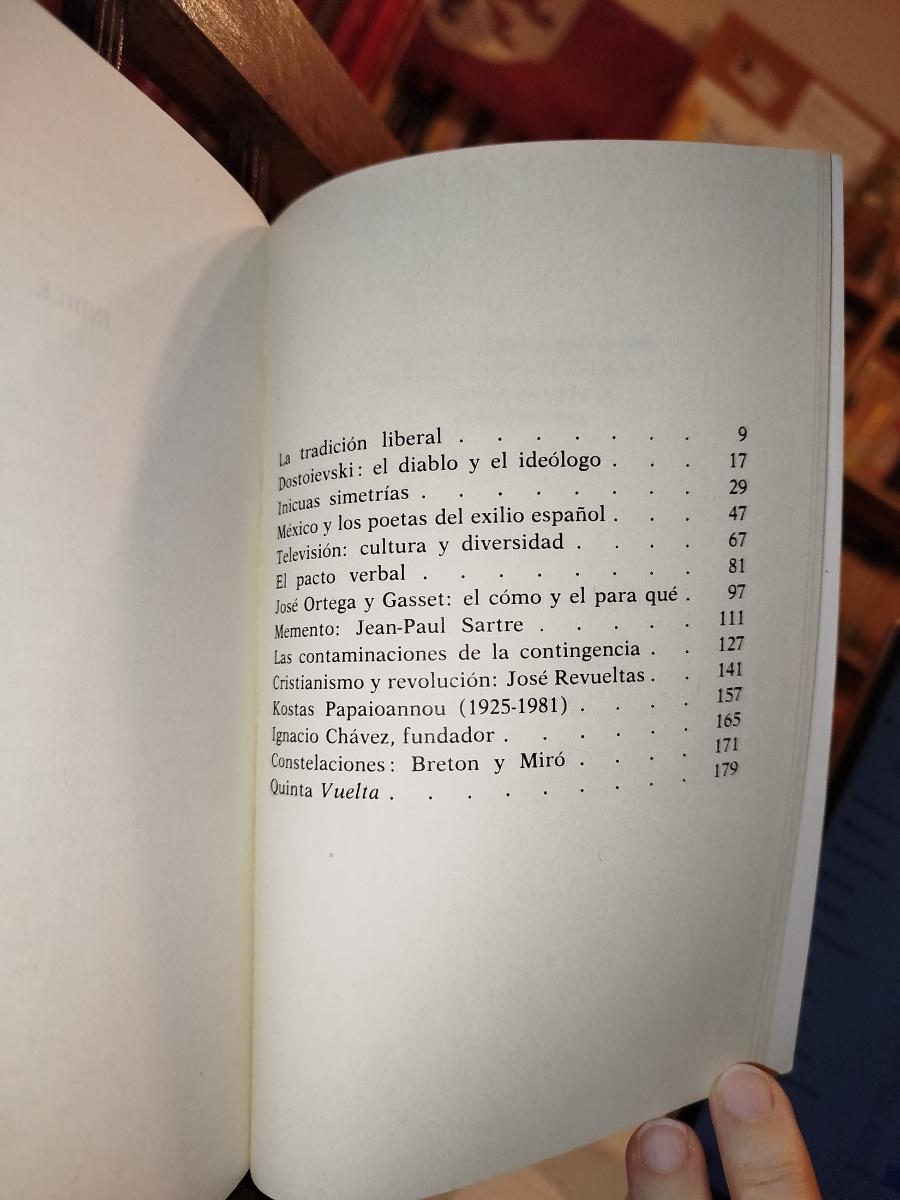 La tradición liberal . . . . . . . 9
Dostoievski: el diablo y el ideólogo . . . 17
Inicuas simetrías . . . . . . . . 29
México y los poetas del exilio español . . . 47
Televisión: cultura y diversidad . . . . 67
El pacto verbal . . . . . . . . 81
José Ortega y Gasset: el cómo y el para qué . 97
Memento: Jean-Paul Sartre . . . . . 111
Las contaminaciones de la contingencia . . 127
Cristianismo y revolución: José Revueltas . . 141
Kostas Papaioannou (1925-1981) . . . . 157
Ignacio Chávez, fundador . . . . . . 165
Constelaciones: Breton y Miró . . . . 171
Quinta Vuelta . . . . . . . . 179